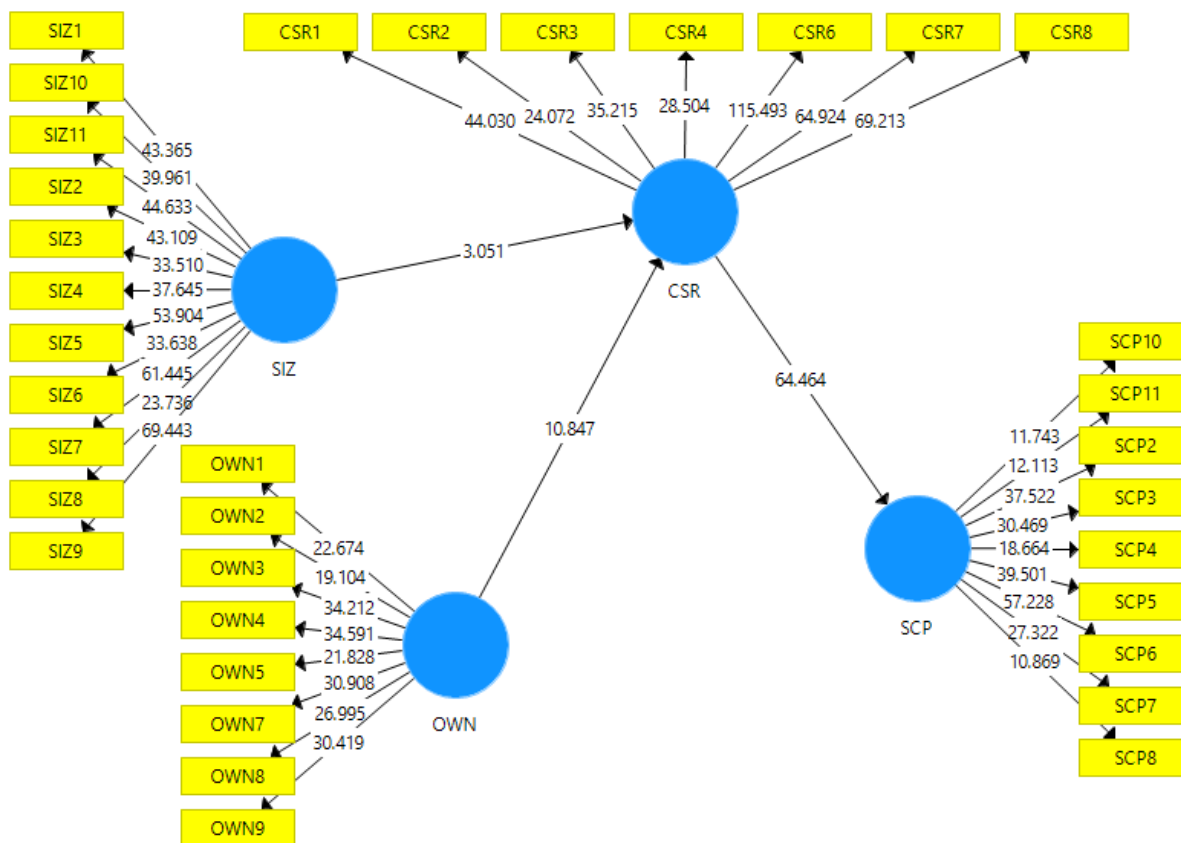 SIZ1
SIZ10
SIZ11
SIZ2
SIZ3
SIZ4
SIZ5
SIZ6
SIZ7
SIZ8
SIZ9
43.365
39.961
44.633
43.109
33.510
37.645
53.904
33.638
61.445
23.736
69.443
SIZ
CSR1
CSR2
CSR3
CSR4
CSR6
CSR7
CSR8
44.030
24.072
35.215
28.504
115.493
64.924
69.213
CSR
3.051
10.847
64.464
OWN1
OWN2
OWN3
OWN4
OWN5
OWN7
OWN8
OWN9
22.674
19.104
34.212
34.591
21.828
30.908
26.995
30.419
OWN
SCP10
SCP11
SCP2
SCP3
SCP4
SCP5
SCP6
SCP7
SCP8
11.743
12.113
37.522
30.469
18.664
39.501
57.228
27.322
10.869
SCP